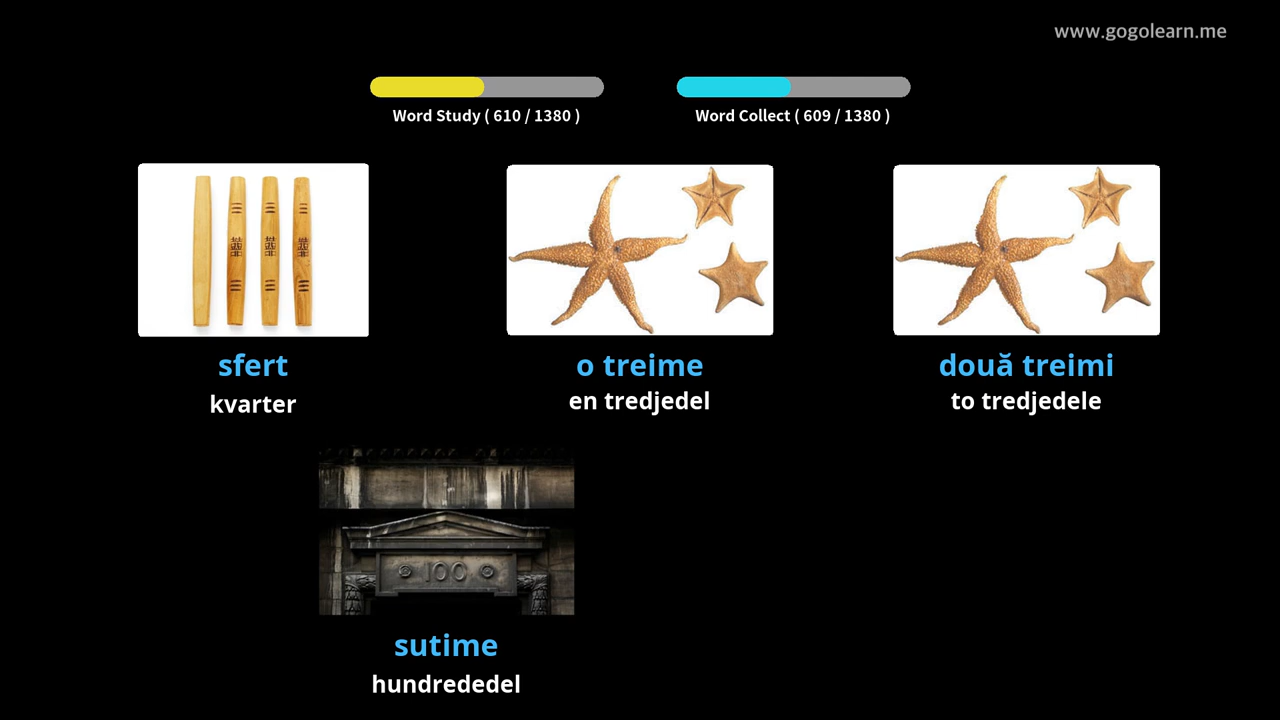 www.gogolearn.me
Word Study ( 610 / 1380 )
Word Collect ( 609 / 1380 )
sfert
kvarter
o treime
en tredjedel
două treimi
to tredjedele
100
sutime
hundrededel